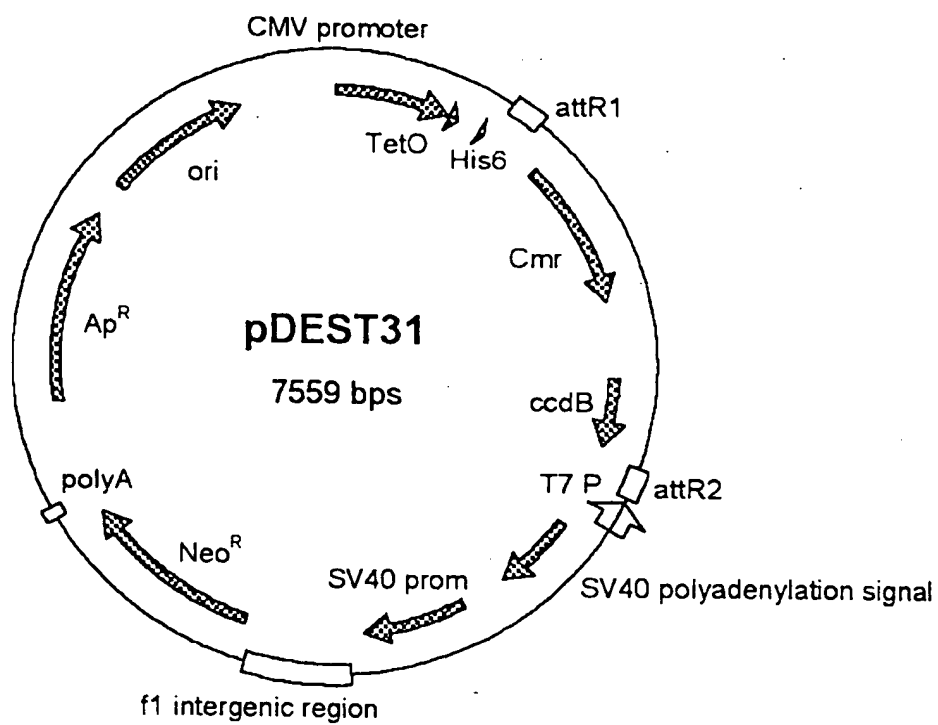 CMV promoter
attR1
TetO
His6
ori
Cmr
Ap^R
pDEST31
7559 bps
ccdB
polyA
T7 P
attR2
Neo^R
SV40 prom
SV40 polyadenylation signal
f1 intergenic region